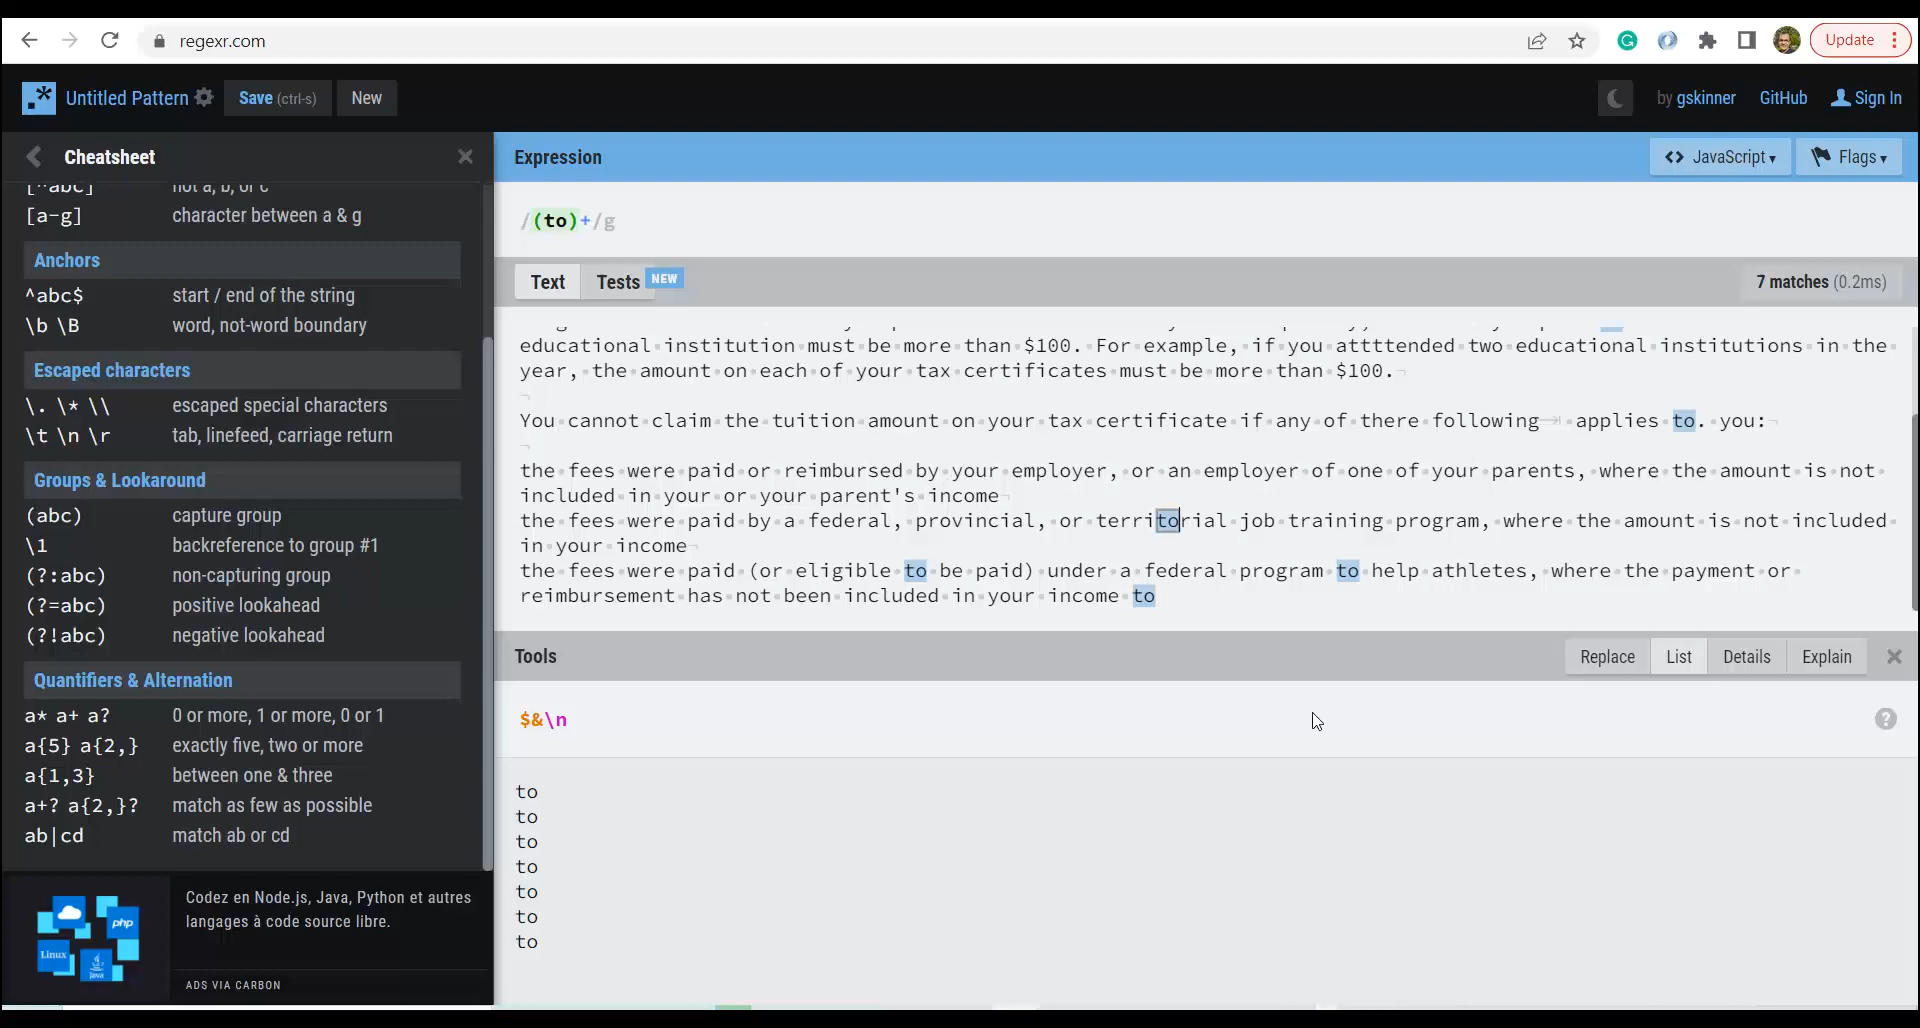 regexr.com
Update
Untitled Pattern
Save (ctrl-s)
New
by gskinner
GitHub
Sign In
Cheatsheet
[^abc] not a, b, or c
[a-g] character between a & g
Anchors
^abc$ start / end of the string
\b \B word, not-word boundary
Escaped characters
\. \* \\ escaped special characters
\t \n \r tab, linefeed, carriage return
Groups & Lookaround
(abc) capture group
\1 backreference to group #1
(?:abc) non-capturing group
(?=abc) positive lookahead
(?!abc) negative lookahead
Quantifiers & Alternation
a* a+ a? 0 or more, 1 or more, 0 or 1
a{5} a{2,} exactly five, two or more
a{1,3} between one & three
a+? a{2,}? match as few as possible
ab|cd match ab or cd
php
Linux
Java
Codez en Node.js, Java, Python et autres
langages à code source libre.
ADS VIA CARBON
Expression
<> JavaScript
Flags
/(to)+/g
Text
Tests NEW
7 matches (0.2ms)
educational institution must be more than $100. For example, if you attttended two educational institutions in the
year, the amount on each of your tax certificates must be more than $100.
You cannot claim the tuition amount on your tax certificate if any of there following applies to. you:
the fees were paid or reimbursed by your employer, or an employer of one of your parents, where the amount is not
included in your or your parent's income
the fees were paid by a federal, provincial, or territorial job training program, where the amount is not included
in your income
the fees were paid (or eligible to be paid) under a federal program to help athletes, where the payment or
reimbursement has not been included in your income to
Tools
Replace
List
Details
Explain
$&\n
?
to
to
to
to
to
to
to